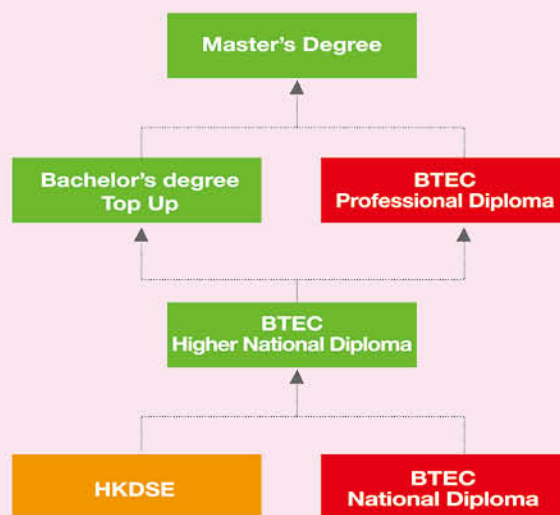 Master's Degree
Bachelor's degree
Top Up
BTEC
Professional Diploma
BTEC
Higher National Diploma
HKDSE
BTEC
National Diploma